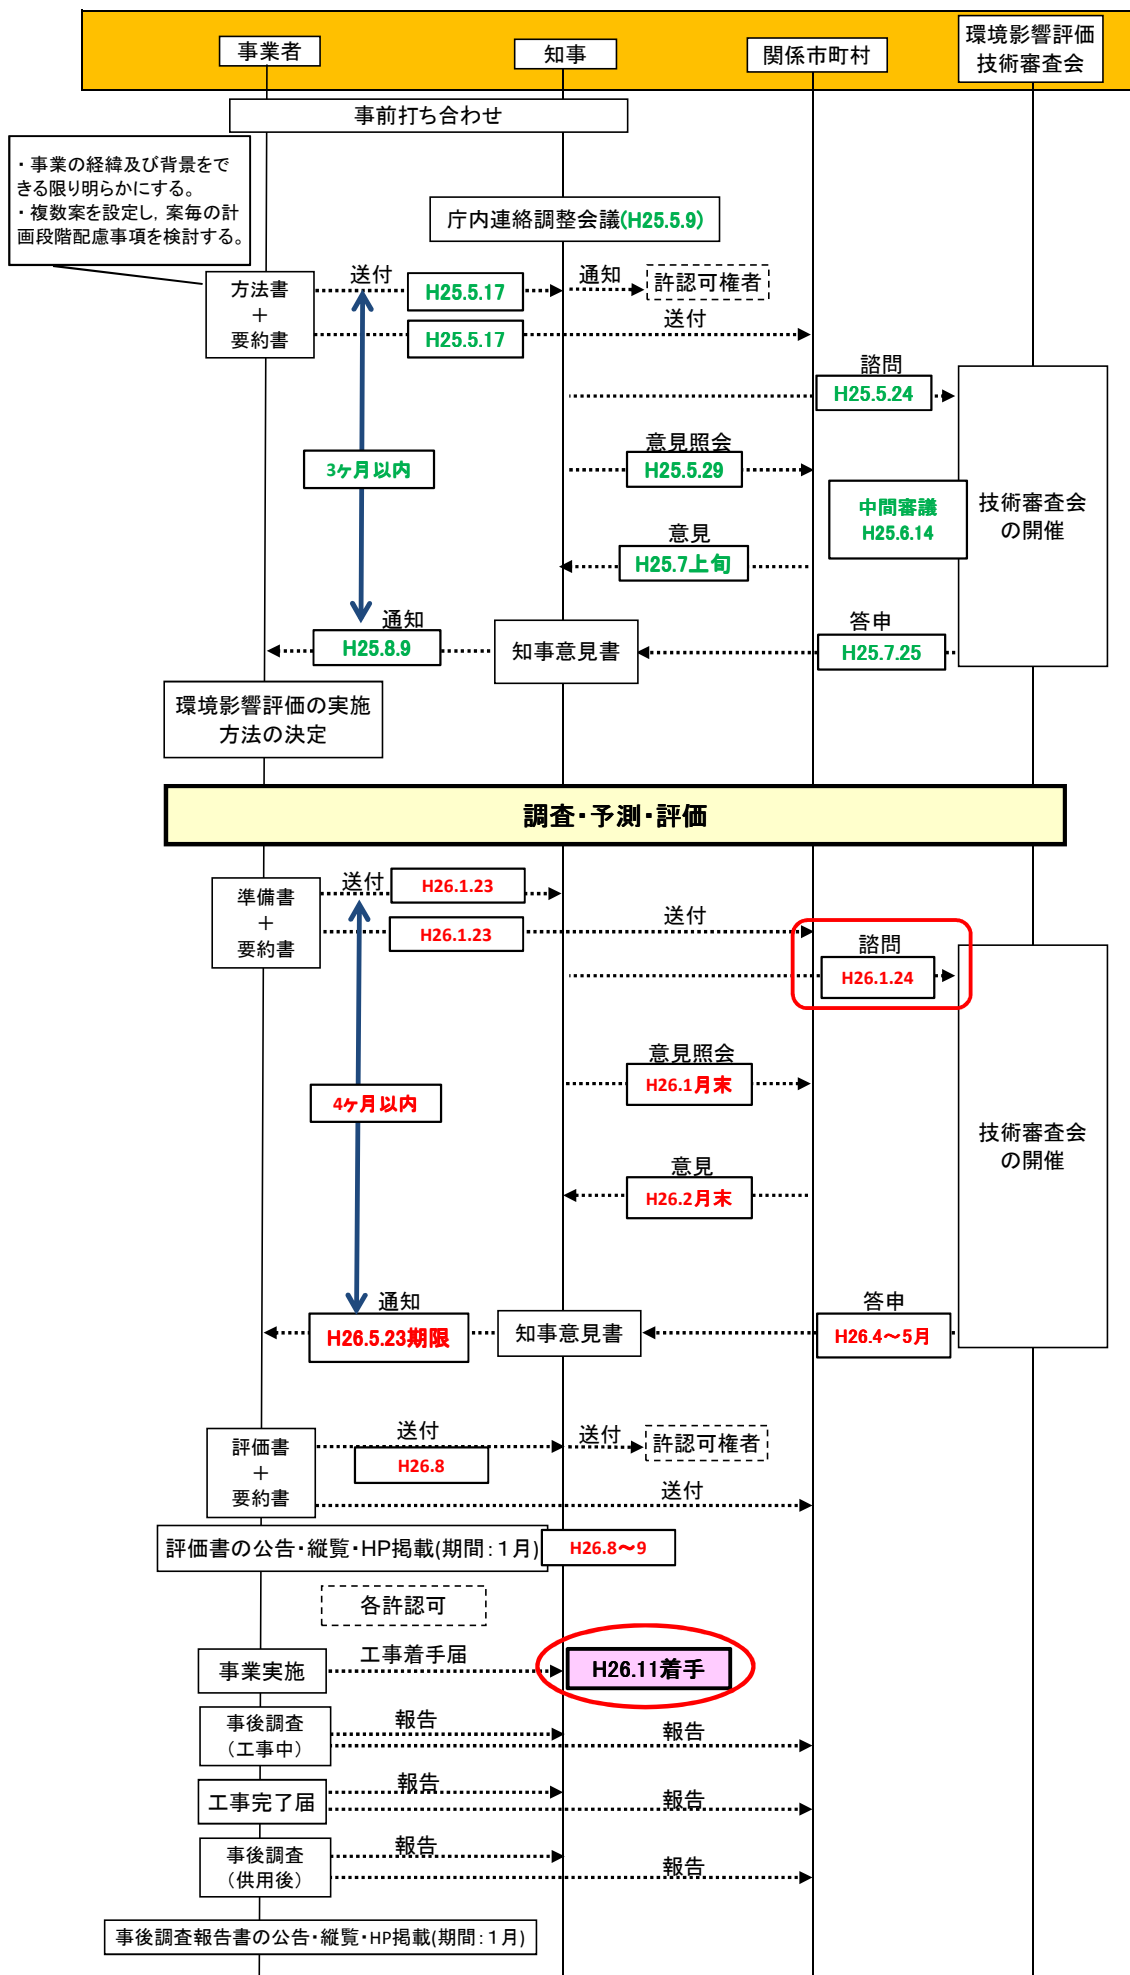 事業者
知事
関係市町村
環境影響評価
技術審査会
事前打ち合わせ
・事業の経緯及び背景をで
きる限り明らかにする。
・複数案を設定し，案毎の計
画段階配慮事項を検討する。
庁内連絡調整会議(H25.5.9)
方法書
＋
要約書
送付
H25.5.17
通知
許認可権者
H25.5.17
送付
諮問
H25.5.24
意見照会
H25.5.29
3ヶ月以内
中間審議
H25.6.14
技術審査会
の開催
意見
H25.7上旬
通知
H25.8.9
知事意見書
答申
H25.7.25
環境影響評価の実施
方法の決定
調査・予測・評価
準備書
＋
要約書
送付
H26.1.23
H26.1.23
送付
諮問
H26.1.24
意見照会
H26.1月末
4ヶ月以内
技術審査会
の開催
意見
H26.2月末
通知
H26.5.23期限
知事意見書
答申
H26.4～5月
評価書
＋
要約書
送付
H26.8
送付
許認可権者
送付
評価書の公告・縦覧・HP掲載(期間：１月)
H26.8～9
各許認可
事業実施
工事着手届
H26.11着手
事後調査
（工事中）
報告
報告
工事完了届
報告
報告
事後調査
（供用後）
報告
報告
事後調査報告書の公告・縦覧・HP掲載(期間：１月)